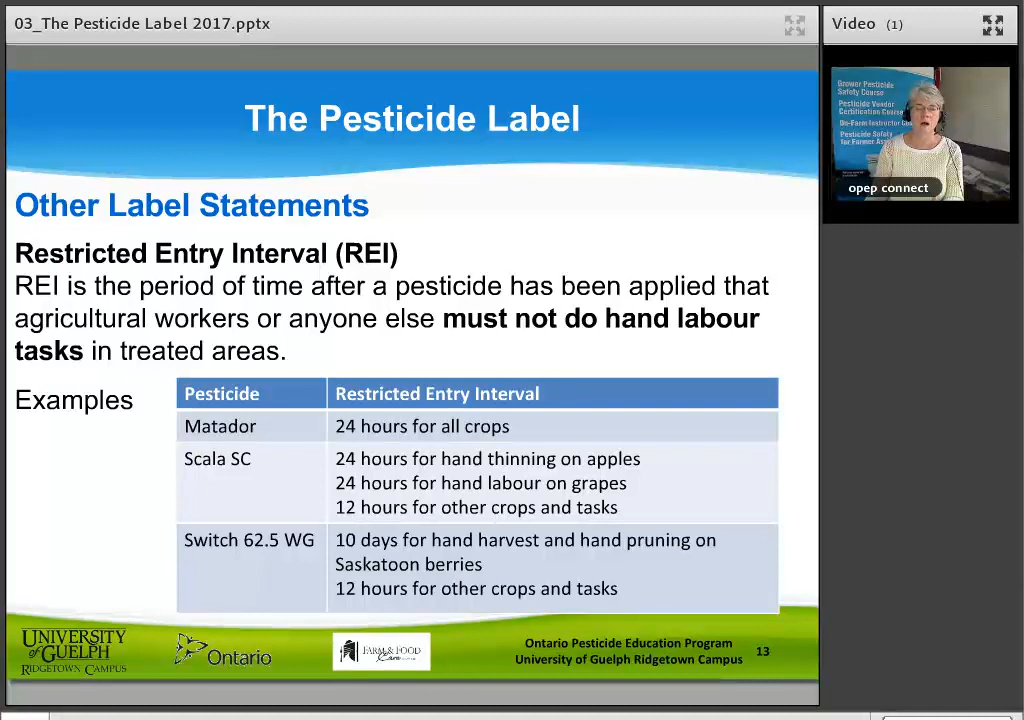 03_The Pesticide Label 2017.pptx
Video (1)
The Pesticide Label
Grower Pesticide
Safety Course
Pesticide Vendor
Certification Course
On-Farm Instructor
Pesticide Safety
for Farmer
opep connect
Other Label Statements
Restricted Entry Interval (REI)
REI is the period of time after a pesticide has been applied that
agricultural workers or anyone else must not do hand labour
tasks in treated areas.
Examples
Pesticide Restricted Entry Interval
Matador 24 hours for all crops
Scala SC 24 hours for hand thinning on apples
24 hours for hand labour on grapes
12 hours for other crops and tasks
Switch 62.5 WG 10 days for hand harvest and hand pruning on
Saskatoon berries
12 hours for other crops and tasks
UNIVERSITY
OF GUELPH
RIDGETOWN CAMPUS
Ontario
FARM & FOOD
Care
Ontario Pesticide Education Program
University of Guelph Ridgetown Campus
13